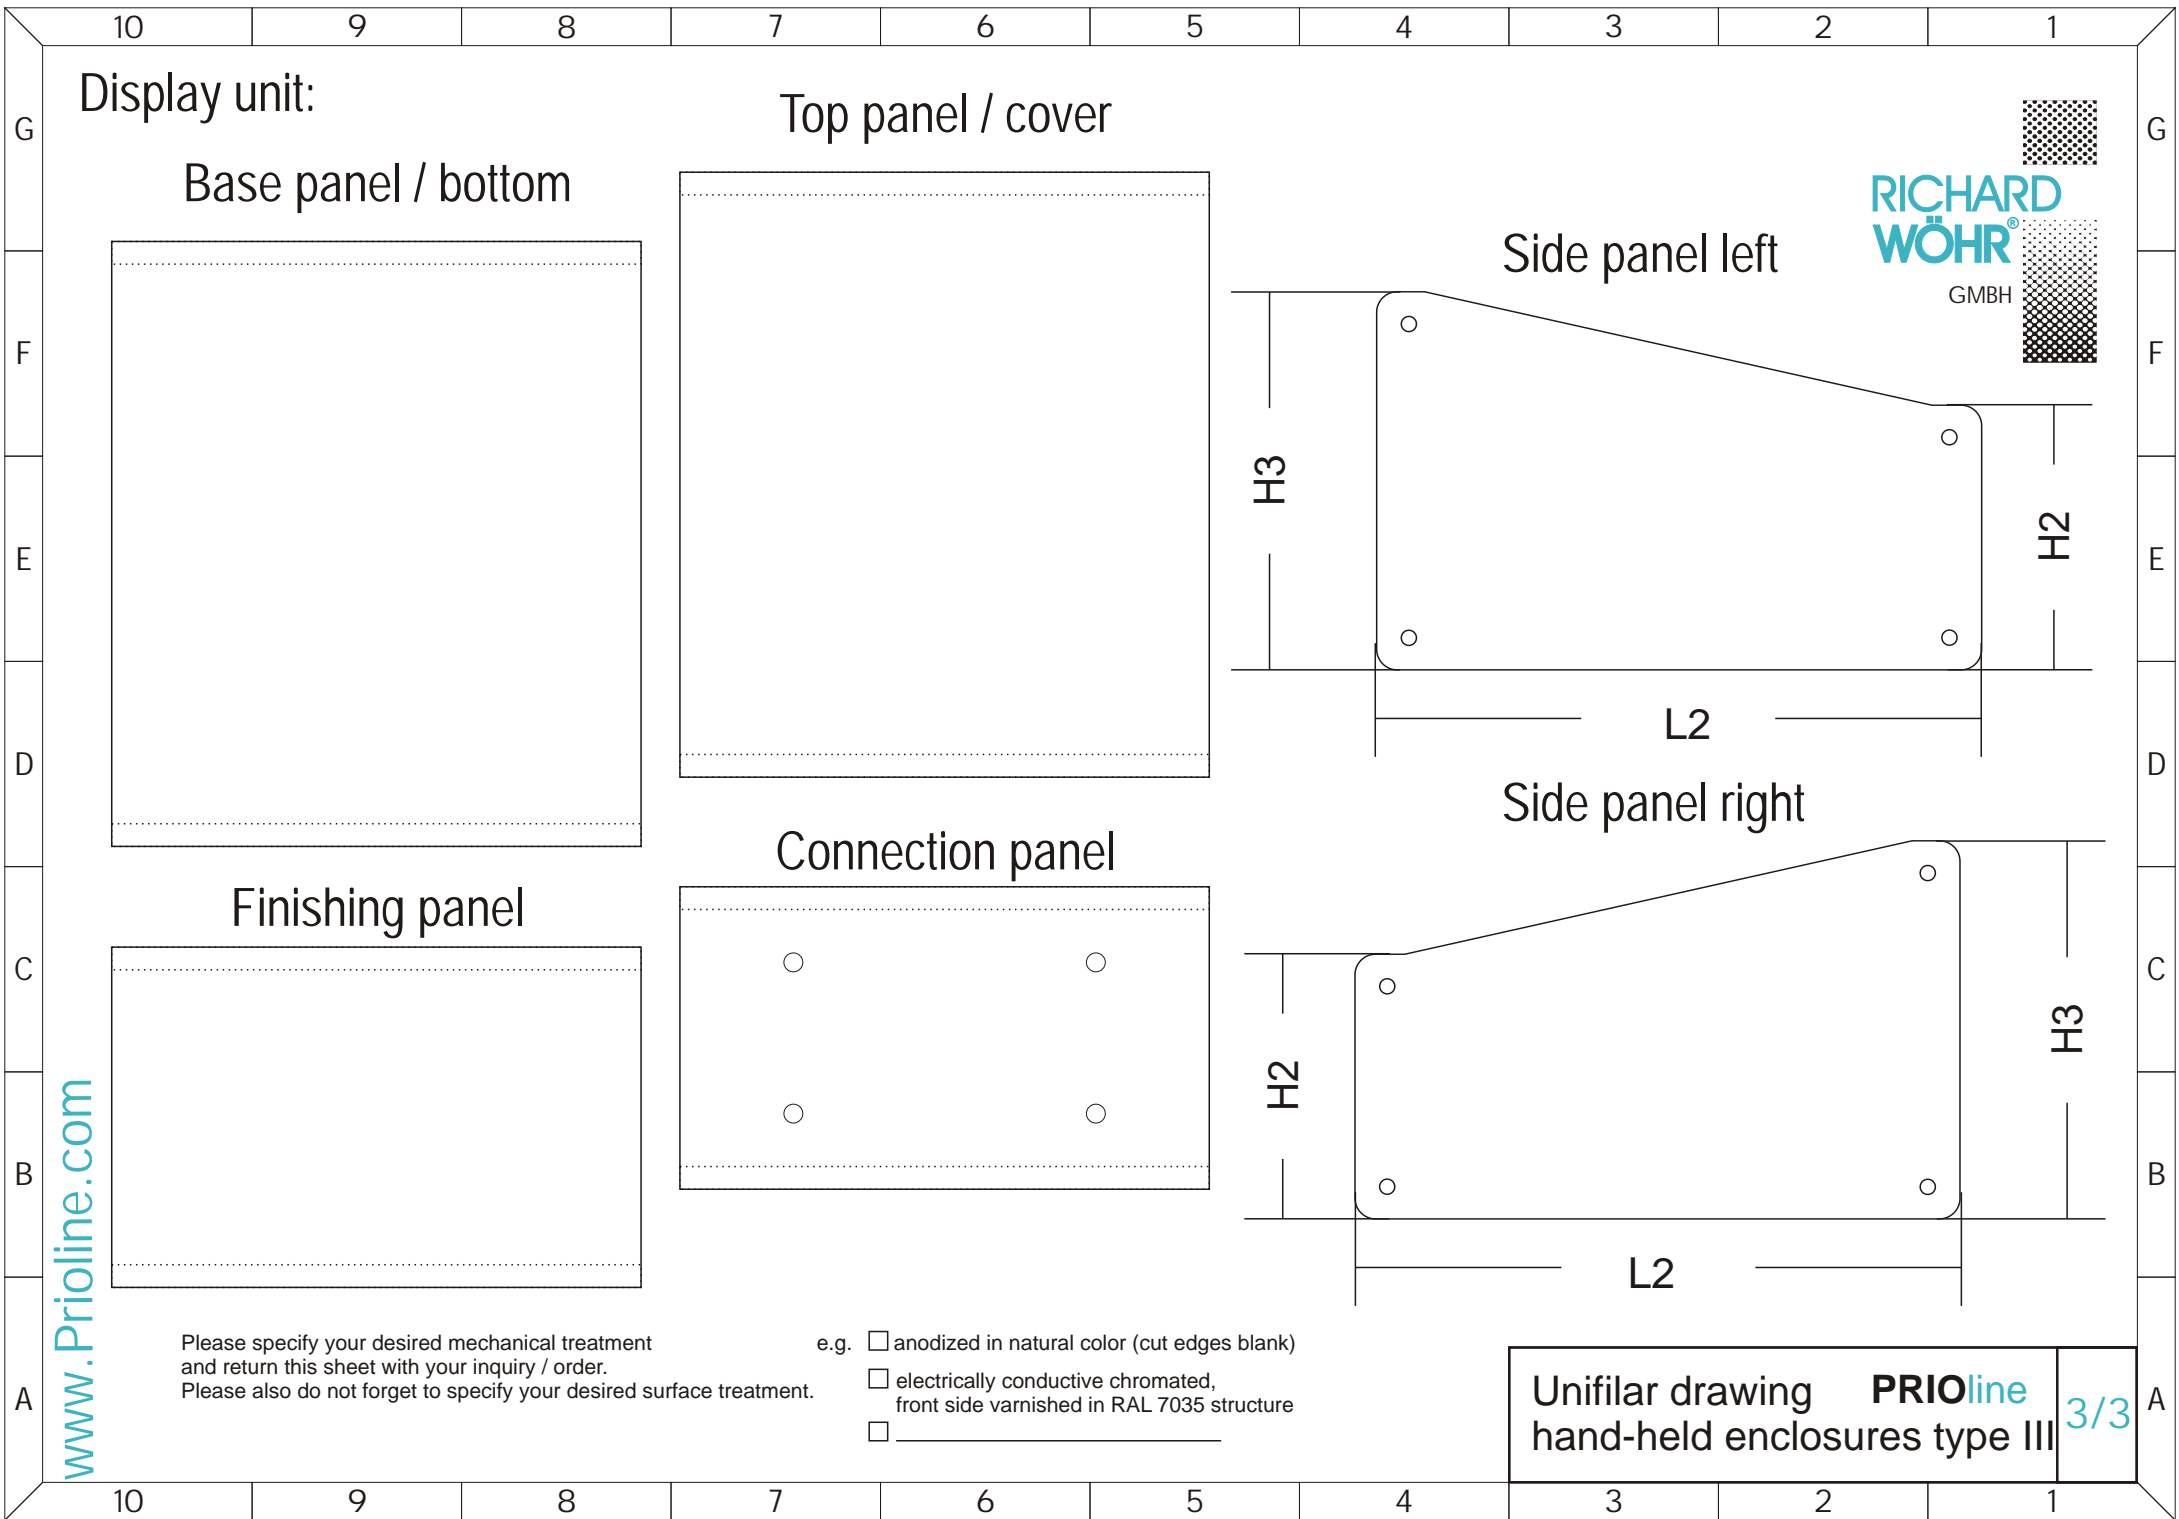 10 9 8 7 6 5 4 3 2 1
G
F
E
D
C
B
A
G
F
E
D
C
B
A
Display unit:
Base panel / bottom
Top panel / cover
RICHARD
WÖHR®
GMBH
Side panel left
H3
H2
L2
Side panel right
Connection panel
Finishing panel
H2
H3
L2
www.Prioline.com
Please specify your desired mechanical treatment
and return this sheet with your inquiry / order.
Please also do not forget to specify your desired surface treatment.
e.g. anodized in natural color (cut edges blank)
electrically conductive chromated,
front side varnished in RAL 7035 structure
Unifilar drawing PRIOline
hand-held enclosures type III
3/3
10 9 8 7 6 5 4 3 2 1